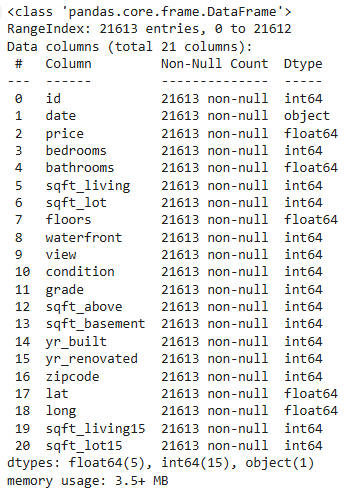 <class 'pandas.core.frame.DataFrame'>
RangeIndex: 21613 entries, 0 to 21612
Data columns (total 21 columns):
 #   Column         Non-Null Count  Dtype
---  ------         --------------  -----
 0   id             21613 non-null  int64
 1   date           21613 non-null  object
 2   price          21613 non-null  float64
 3   bedrooms       21613 non-null  int64
 4   bathrooms      21613 non-null  float64
 5   sqft_living    21613 non-null  int64
 6   sqft_lot       21613 non-null  int64
 7   floors         21613 non-null  float64
 8   waterfront     21613 non-null  int64
 9   view           21613 non-null  int64
 10  condition      21613 non-null  int64
 11  grade          21613 non-null  int64
 12  sqft_above     21613 non-null  int64
 13  sqft_basement  21613 non-null  int64
 14  yr_built       21613 non-null  int64
 15  yr_renovated   21613 non-null  int64
 16  zipcode        21613 non-null  int64
 17  lat            21613 non-null  float64
 18  long           21613 non-null  float64
 19  sqft_living15  21613 non-null  int64
 20  sqft_lot15     21613 non-null  int64
dtypes: float64(5), int64(15), object(1)
memory usage: 3.5+ MB